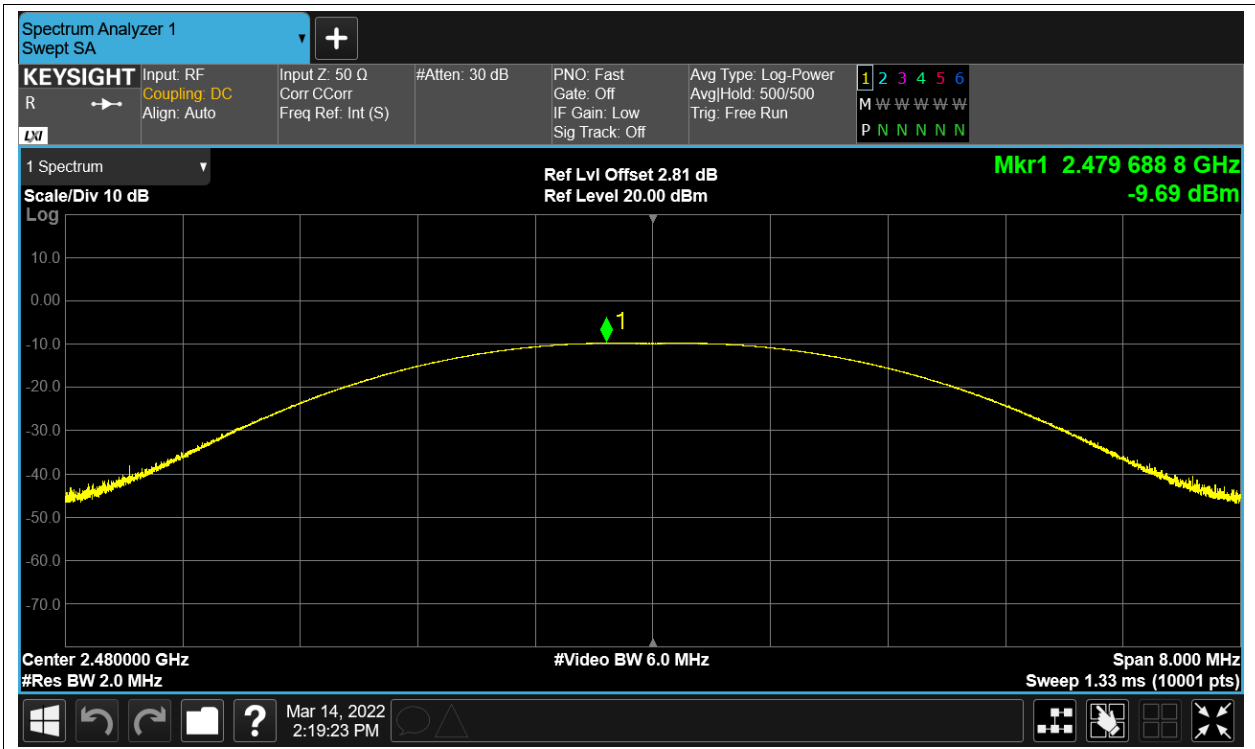 Spectrum Analyzer 1
Swept SA
KEYSIGHT
R
LXI
Input: RF
Coupling: DC
Align: Auto
Input Z: 50 Ω
Corr CCorr
Freq Ref: Int (S)
#Atten: 30 dB
PNO: Fast
Gate: Off
IF Gain: Low
Sig Track: Off
Avg Type: Log-Power
Avg|Hold: 500/500
Trig: Free Run
1 2 3 4 5 6
M W W W W W
P N N N N N
1 Spectrum
Scale/Div 10 dB
Log
Ref Lvl Offset 2.81 dB
Ref Level 20.00 dBm
Mkr1 2.479 688 8 GHz
-9.69 dBm
10.0
0.00
-10.0
-20.0
-30.0
-40.0
-50.0
-60.0
-70.0
1
Center 2.480000 GHz
#Res BW 2.0 MHz
#Video BW 6.0 MHz
Span 8.000 MHz
Sweep 1.33 ms (10001 pts)
?
Mar 14, 2022
2:19:23 PM